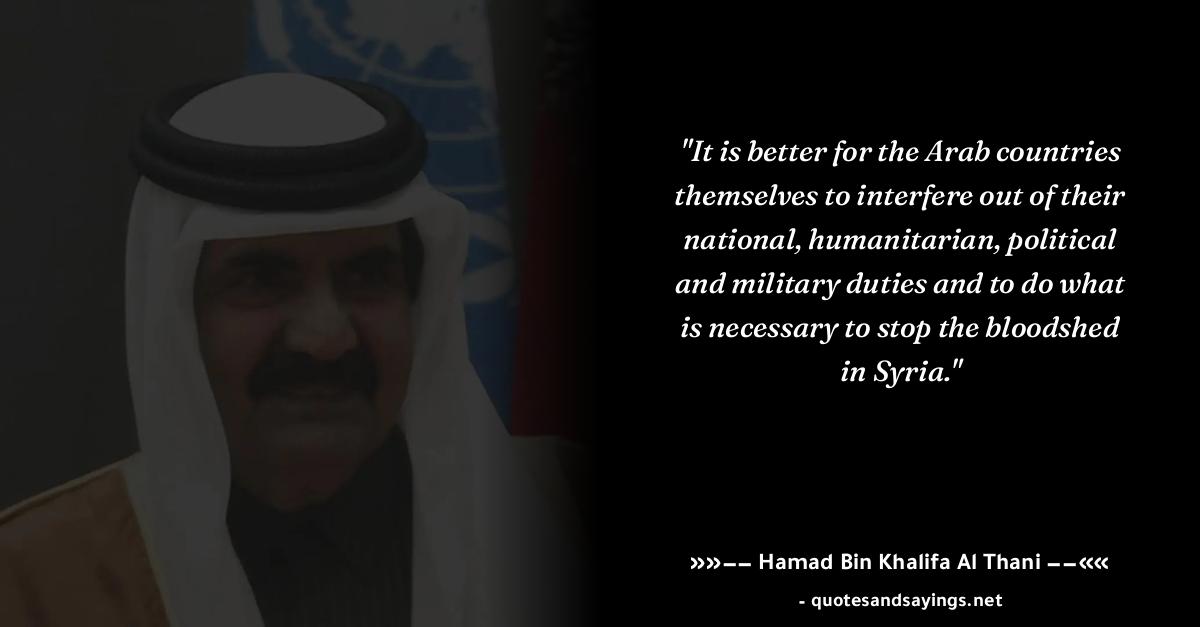 "It is better for the Arab countries
themselves to interfere out of their
national, humanitarian, political
and military duties and to do what
is necessary to stop the bloodshed
in Syria."
»»−− Hamad Bin Khalifa Al Thani −−««
- quotesandsayings.net